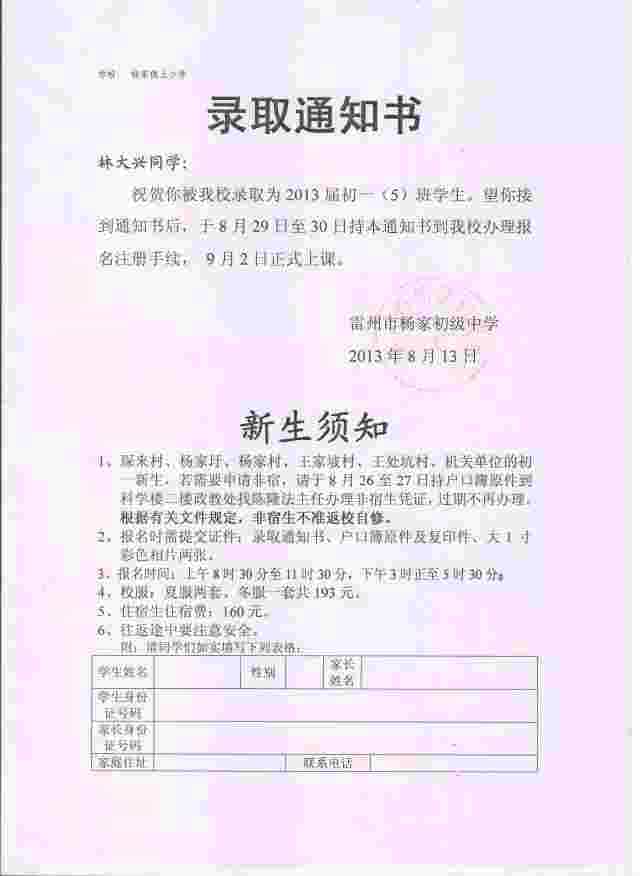 学校：
录取通知书
林大兴同学：
祝贺你被我校录取为 2013 届初一（5）班学生。望你接
到通知书后，于 8 月 29 日至 30 日持本通知书到我校办理报
名注册手续， 9 月 2 日正式上课。
雷州市杨家初级中学
2013 年 8 月 13 日
新生须知
1、琛来村、杨家圩、杨家村、王家坡村、王处坑村、机关单位的初
一新生，若需要申请非宿，请于 8 月 26 至 27 日持户口簿原件到
科学楼二楼政教处找陈隆法主任办理非宿生凭证，过期不再办理。
根据有关文件规定，非宿生不准返校自修。
2、报名时需提交证件：录取通知书、户口簿原件及复印件、大 1 寸
彩色相片两张。
3、报名时间：上午 8 时 30 分至 11 时 30 分，下午 3 时正至 5 时 30 分。
4、校服：夏服两套、冬服一套共 193 元。
5、住宿生住宿费：160 元。
6、往返途中要注意安全。
附：请同学们如实填写下列表格：
学生姓名 性别 家长
姓名
学生身份
证号码
家长身份
证号码
家庭住址 联系电话